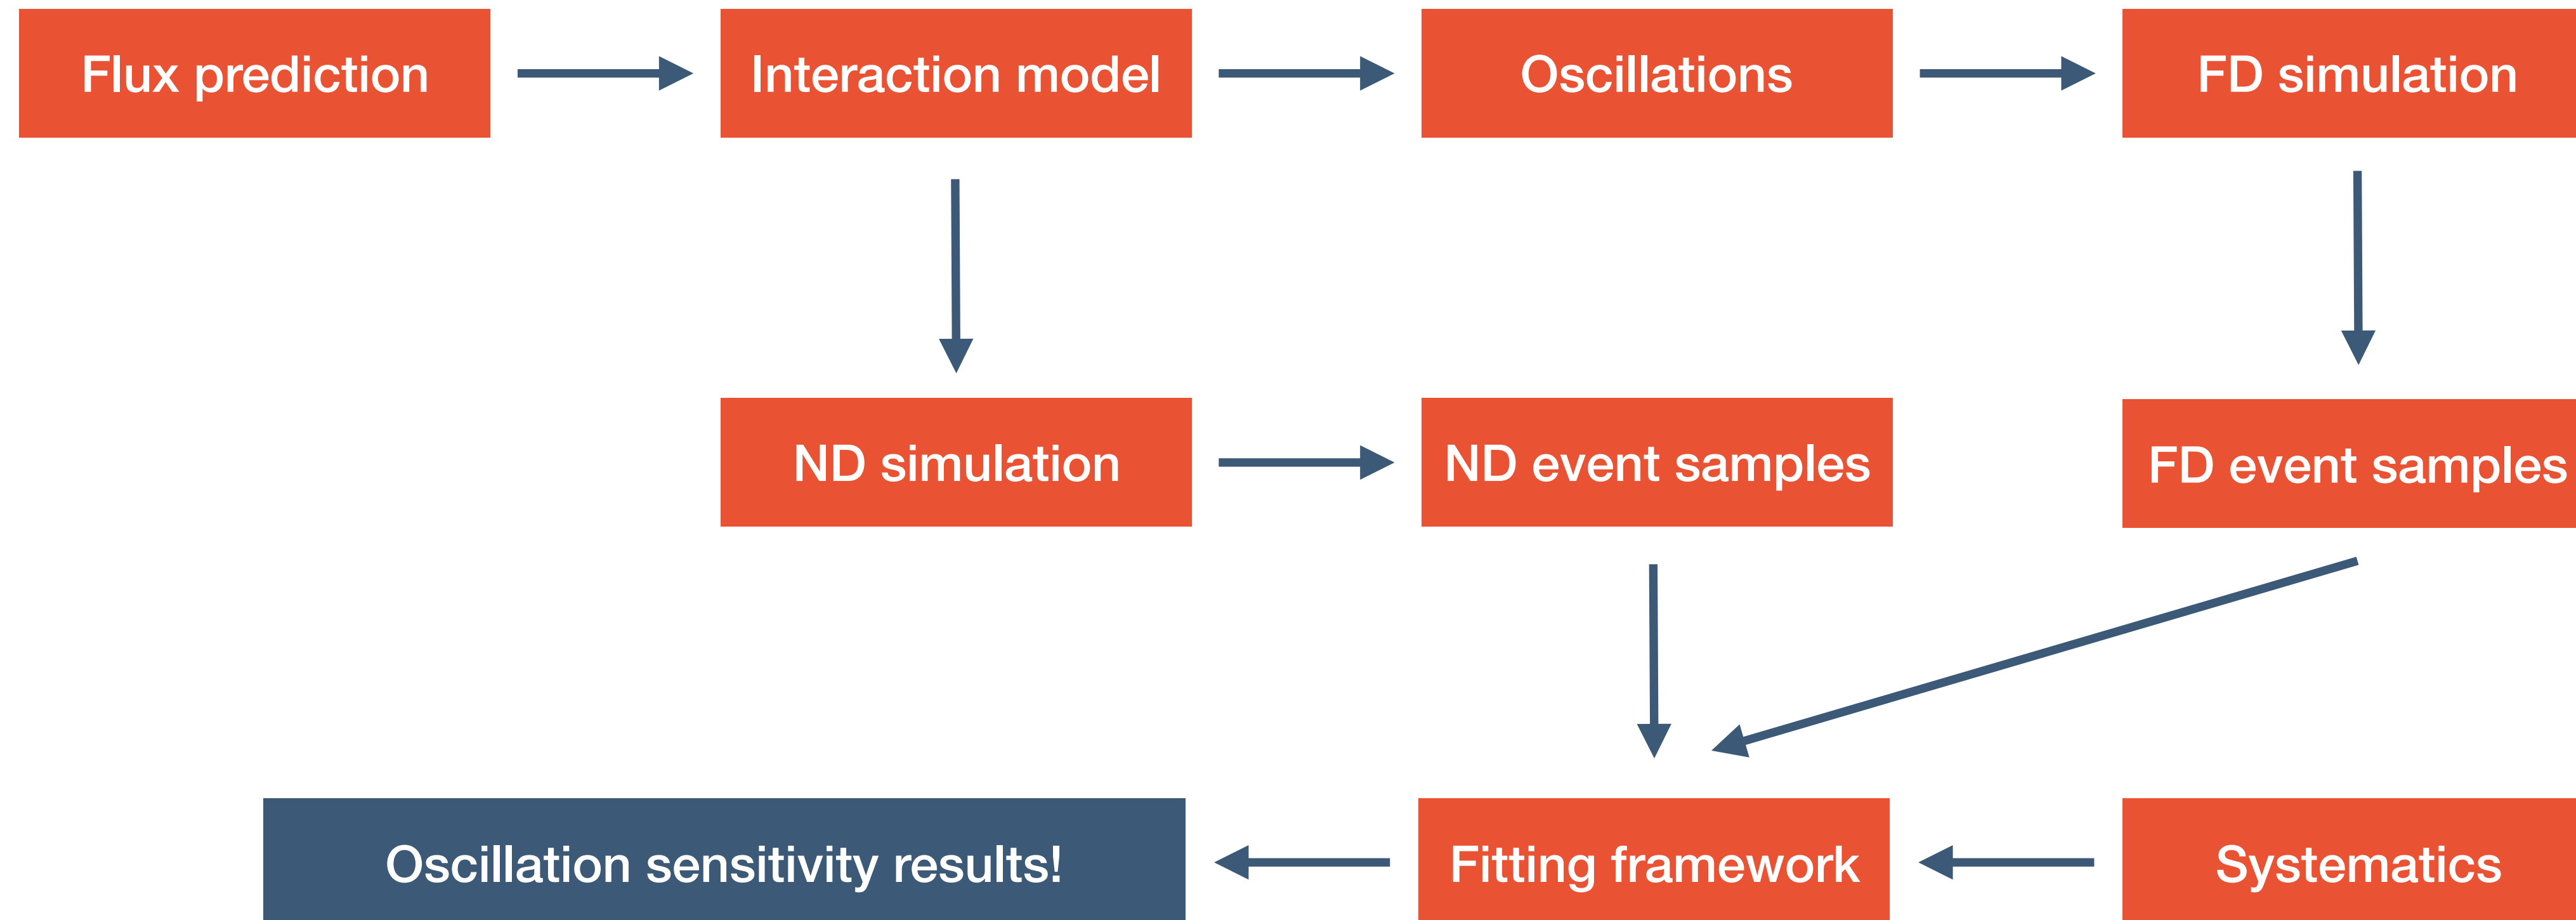 Flux prediction
Interaction model
Oscillations
FD simulation
ND simulation
ND event samples
FD event samples
Oscillation sensitivity results!
Fitting framework
Systematics